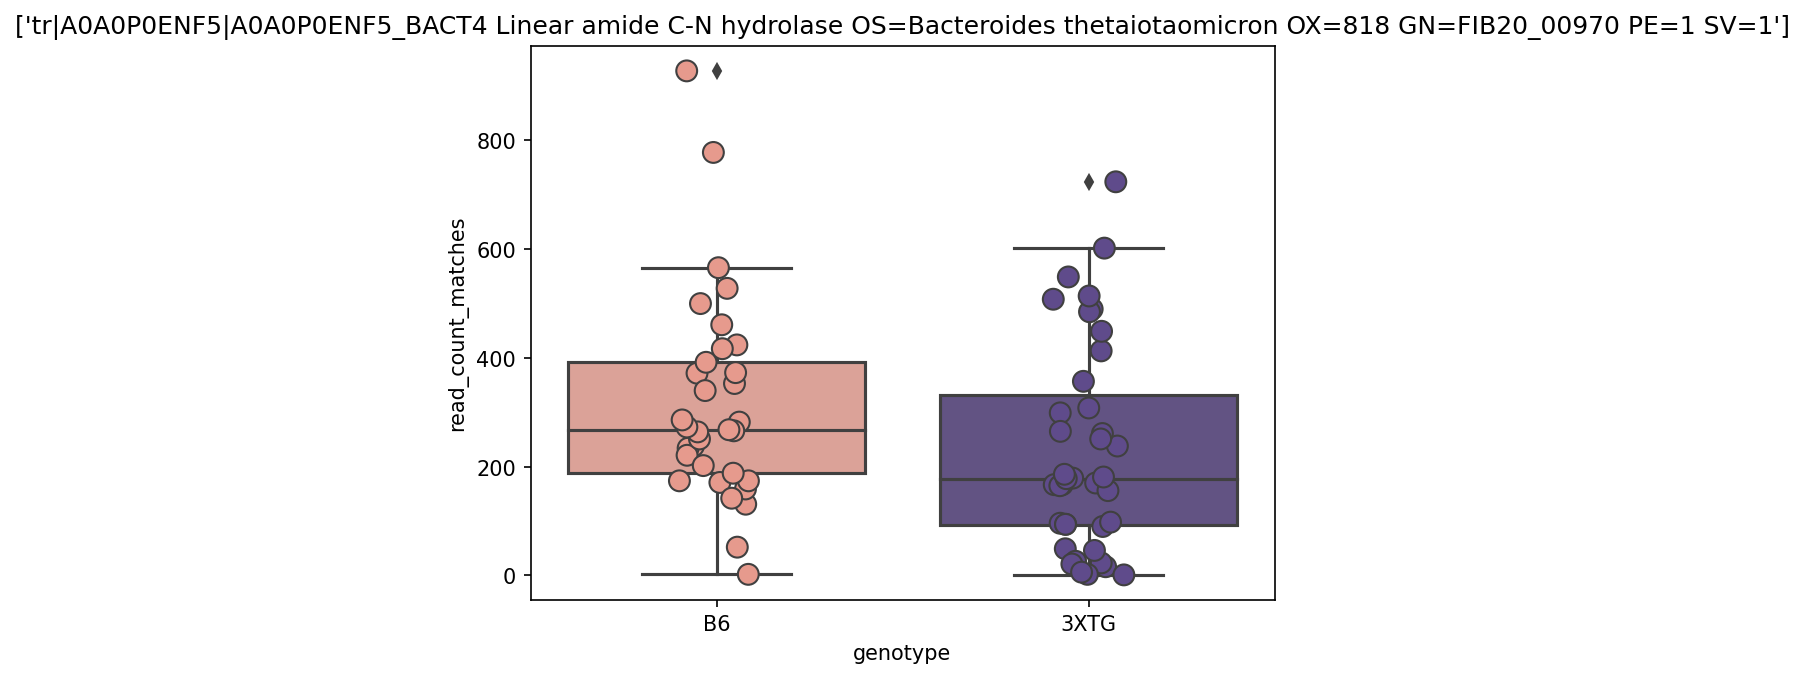 ['tr|A0A0P0ENF5|A0A0P0ENF5_BACT4 Linear amide C-N hydrolase OS=Bacteroides thetaiotaomicron OX=818 GN=FIB20_00970 PE=1 SV=1']
read_count_matches
800
600
400
200
0
B6
3XTG
genotype